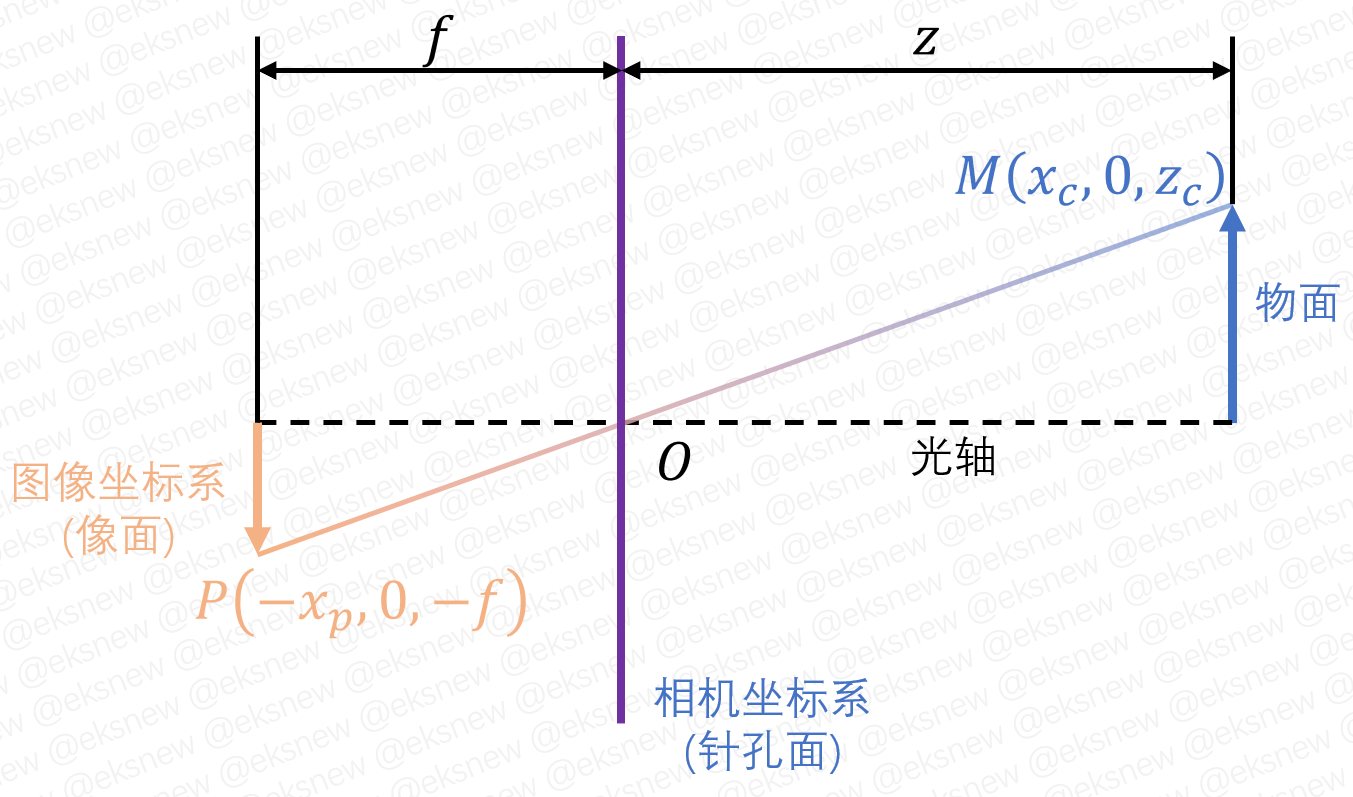 f
z
M(x_c, 0, z_c)
物面
O
光轴
图像坐标系
(像面)
P(−x_p, 0, −f)
相机坐标系
(针孔面)
@eksnew